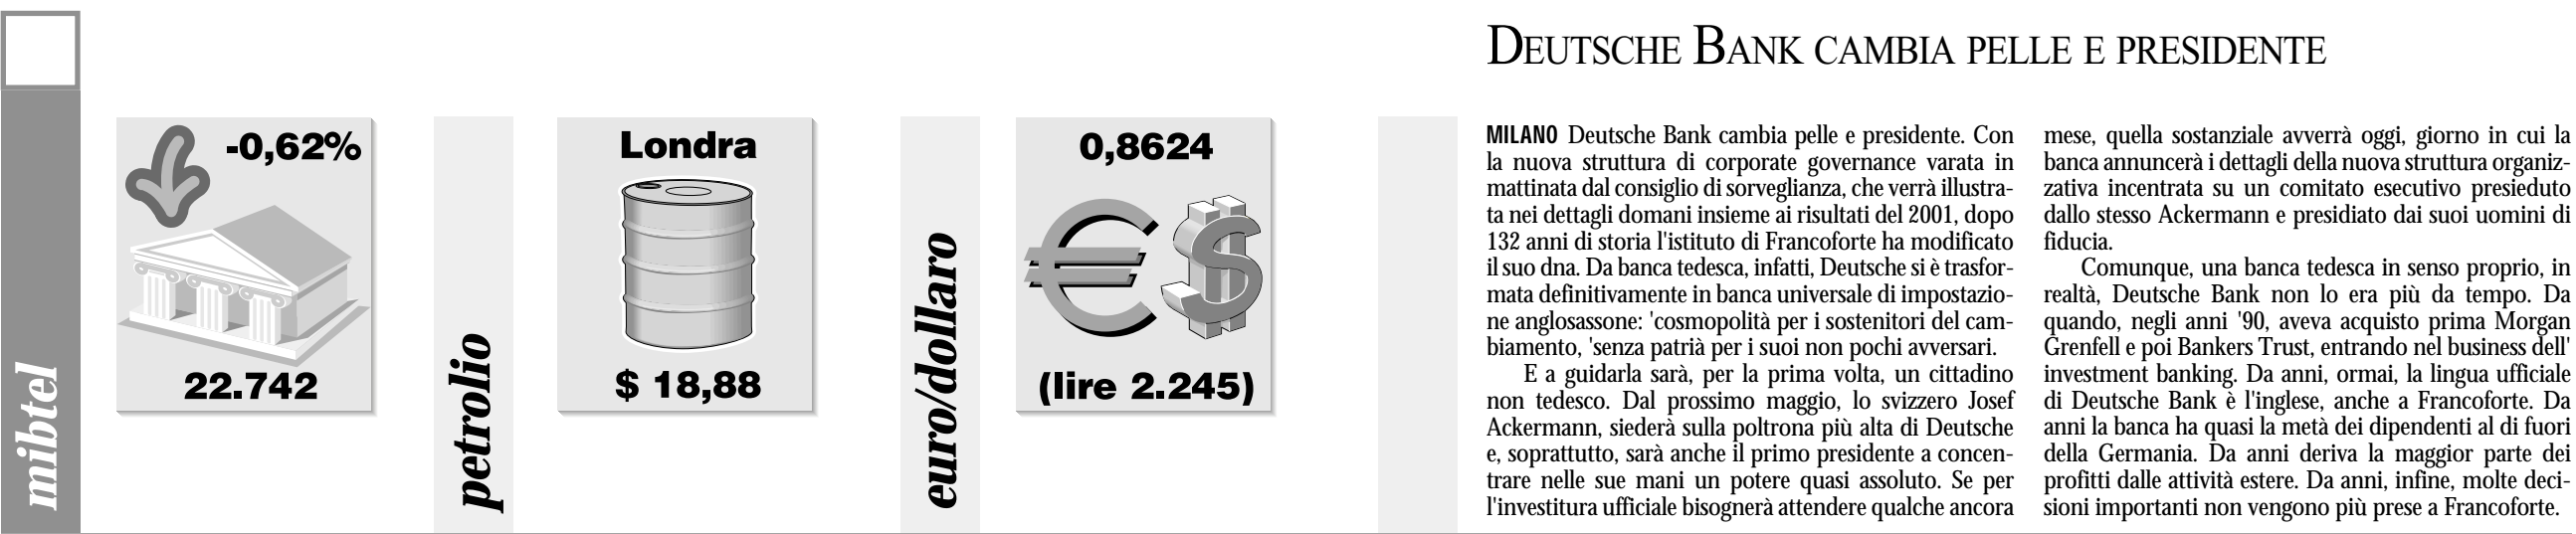 mibtel
-0,62%
22.742
petrolio
Londra
$ 18,88
euro/dollaro
0,8624
(lire 2.245)
DEUTSCHE BANK CAMBIA PELLE E PRESIDENTE
MILANO Deutsche Bank cambia pelle e presidente. Con
la nuova struttura di corporate governance varata in
mattinata dal consiglio di sorveglianza, che verrà illustra-
ta nei dettagli domani insieme ai risultati del 2001, dopo
132 anni di storia l'istituto di Francoforte ha modificato
il suo dna. Da banca tedesca, infatti, Deutsche si è trasfor-
mata definitivamente in banca universale di impostazio-
ne anglosassone: 'cosmopolità per i sostenitori del cam-
biamento, 'senza patrià per i suoi non pochi avversari.
E a guidarla sarà, per la prima volta, un cittadino
non tedesco. Dal prossimo maggio, lo svizzero Josef
Ackermann, siederà sulla poltrona più alta di Deutsche
e, soprattutto, sarà anche il primo presidente a concen-
trare nelle sue mani un potere quasi assoluto. Se per
l'investitura ufficiale bisognerà attendere qualche ancora
mese, quella sostanziale avverrà oggi, giorno in cui la
banca annuncerà i dettagli della nuova struttura organiz-
zativa incentrata su un comitato esecutivo presieduto
dallo stesso Ackermann e presidiato dai suoi uomini di
fiducia.
Comunque, una banca tedesca in senso proprio, in
realtà, Deutsche Bank non lo era più da tempo. Da
quando, negli anni '90, aveva acquisto prima Morgan
Grenfell e poi Bankers Trust, entrando nel business dell'
investment banking. Da anni, ormai, la lingua ufficiale
di Deutsche Bank è l'inglese, anche a Francoforte. Da
anni la banca ha quasi la metà dei dipendenti al di fuori
della Germania. Da anni deriva la maggior parte dei
profitti dalle attività estere. Da anni, infine, molte deci-
sioni importanti non vengono più prese a Francoforte.